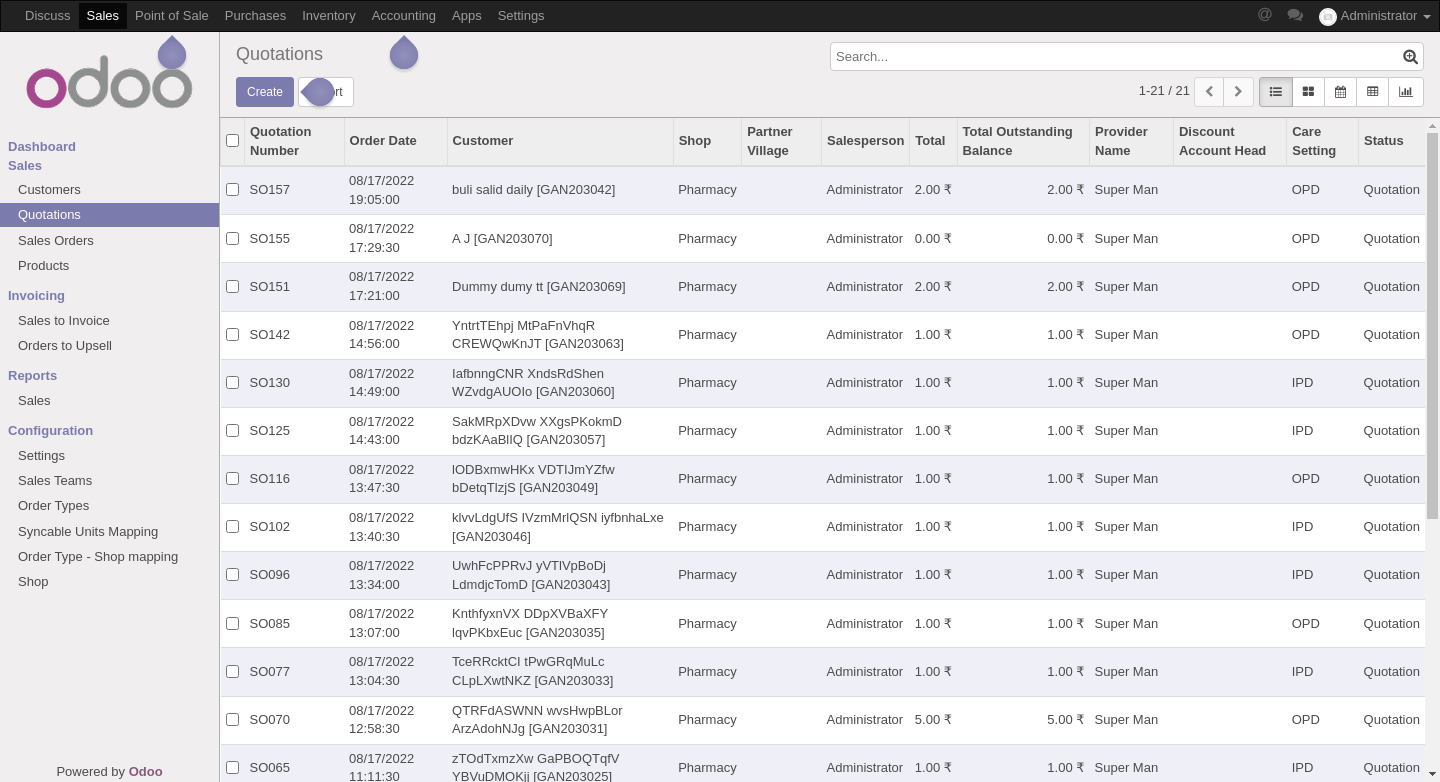 Discuss Sales Point of Sale Purchases Inventory Accounting Apps Settings @ Administrator
odoo
Quotations
Search...
Create rt
1-21 / 21
Dashboard
Sales
Customers
Quotations
Sales Orders
Products
Invoicing
Sales to Invoice
Orders to Upsell
Reports
Sales
Configuration
Settings
Sales Teams
Order Types
Syncable Units Mapping
Order Type - Shop mapping
Shop
Powered by Odoo
Quotation Number Order Date Customer Shop Partner Village Salesperson Total Total Outstanding Balance Provider Name Discount Account Head Care Setting Status
SO157 08/17/2022 19:05:00 buli salid daily [GAN203042] Pharmacy Administrator 2.00 ₹ 2.00 ₹ Super Man OPD Quotation
SO155 08/17/2022 17:29:30 A J [GAN203070] Pharmacy Administrator 0.00 ₹ 0.00 ₹ Super Man OPD Quotation
SO151 08/17/2022 17:21:00 Dummy dumy tt [GAN203069] Pharmacy Administrator 2.00 ₹ 2.00 ₹ Super Man OPD Quotation
SO142 08/17/2022 14:56:00 YntrtTEhpj MtPaFnVhqR CREWQwKnJT [GAN203063] Pharmacy Administrator 1.00 ₹ 1.00 ₹ Super Man OPD Quotation
SO130 08/17/2022 14:49:00 IafbnngCNR XndsRdShen WZvdgAUOIo [GAN203060] Pharmacy Administrator 1.00 ₹ 1.00 ₹ Super Man IPD Quotation
SO125 08/17/2022 14:43:00 SakMRpXDvw XXgsPKokmD bdzKAaBlIQ [GAN203057] Pharmacy Administrator 1.00 ₹ 1.00 ₹ Super Man IPD Quotation
SO116 08/17/2022 13:47:30 lODBxmwHKx VDTIJmYZfw bDetqTlzjS [GAN203049] Pharmacy Administrator 1.00 ₹ 1.00 ₹ Super Man OPD Quotation
SO102 08/17/2022 13:40:30 klvvLdgUfS IVzmMrlQSN iyfbnhaLxe [GAN203046] Pharmacy Administrator 1.00 ₹ 1.00 ₹ Super Man IPD Quotation
SO096 08/17/2022 13:34:00 UwhFcPPRvJ yVTlVpBoDj LdmdjcTomD [GAN203043] Pharmacy Administrator 1.00 ₹ 1.00 ₹ Super Man IPD Quotation
SO085 08/17/2022 13:07:00 KnthfyxnVX DDpXVBaXFY lqvPKbxEuc [GAN203035] Pharmacy Administrator 1.00 ₹ 1.00 ₹ Super Man OPD Quotation
SO077 08/17/2022 13:04:30 TceRRcktCI tPwGRqMuLc CLpLXwtNKZ [GAN203033] Pharmacy Administrator 1.00 ₹ 1.00 ₹ Super Man IPD Quotation
SO070 08/17/2022 12:58:30 QTRFdASWNN wvsHwpBLor ArzAdohNJg [GAN203031] Pharmacy Administrator 5.00 ₹ 5.00 ₹ Super Man OPD Quotation
SO065 08/17/2022 11:11:30 zTOdTxmzXw GaPBOQTqfV YBVuDMOKjj [GAN203025] Pharmacy Administrator 1.00 ₹ 1.00 ₹ Super Man IPD Quotation